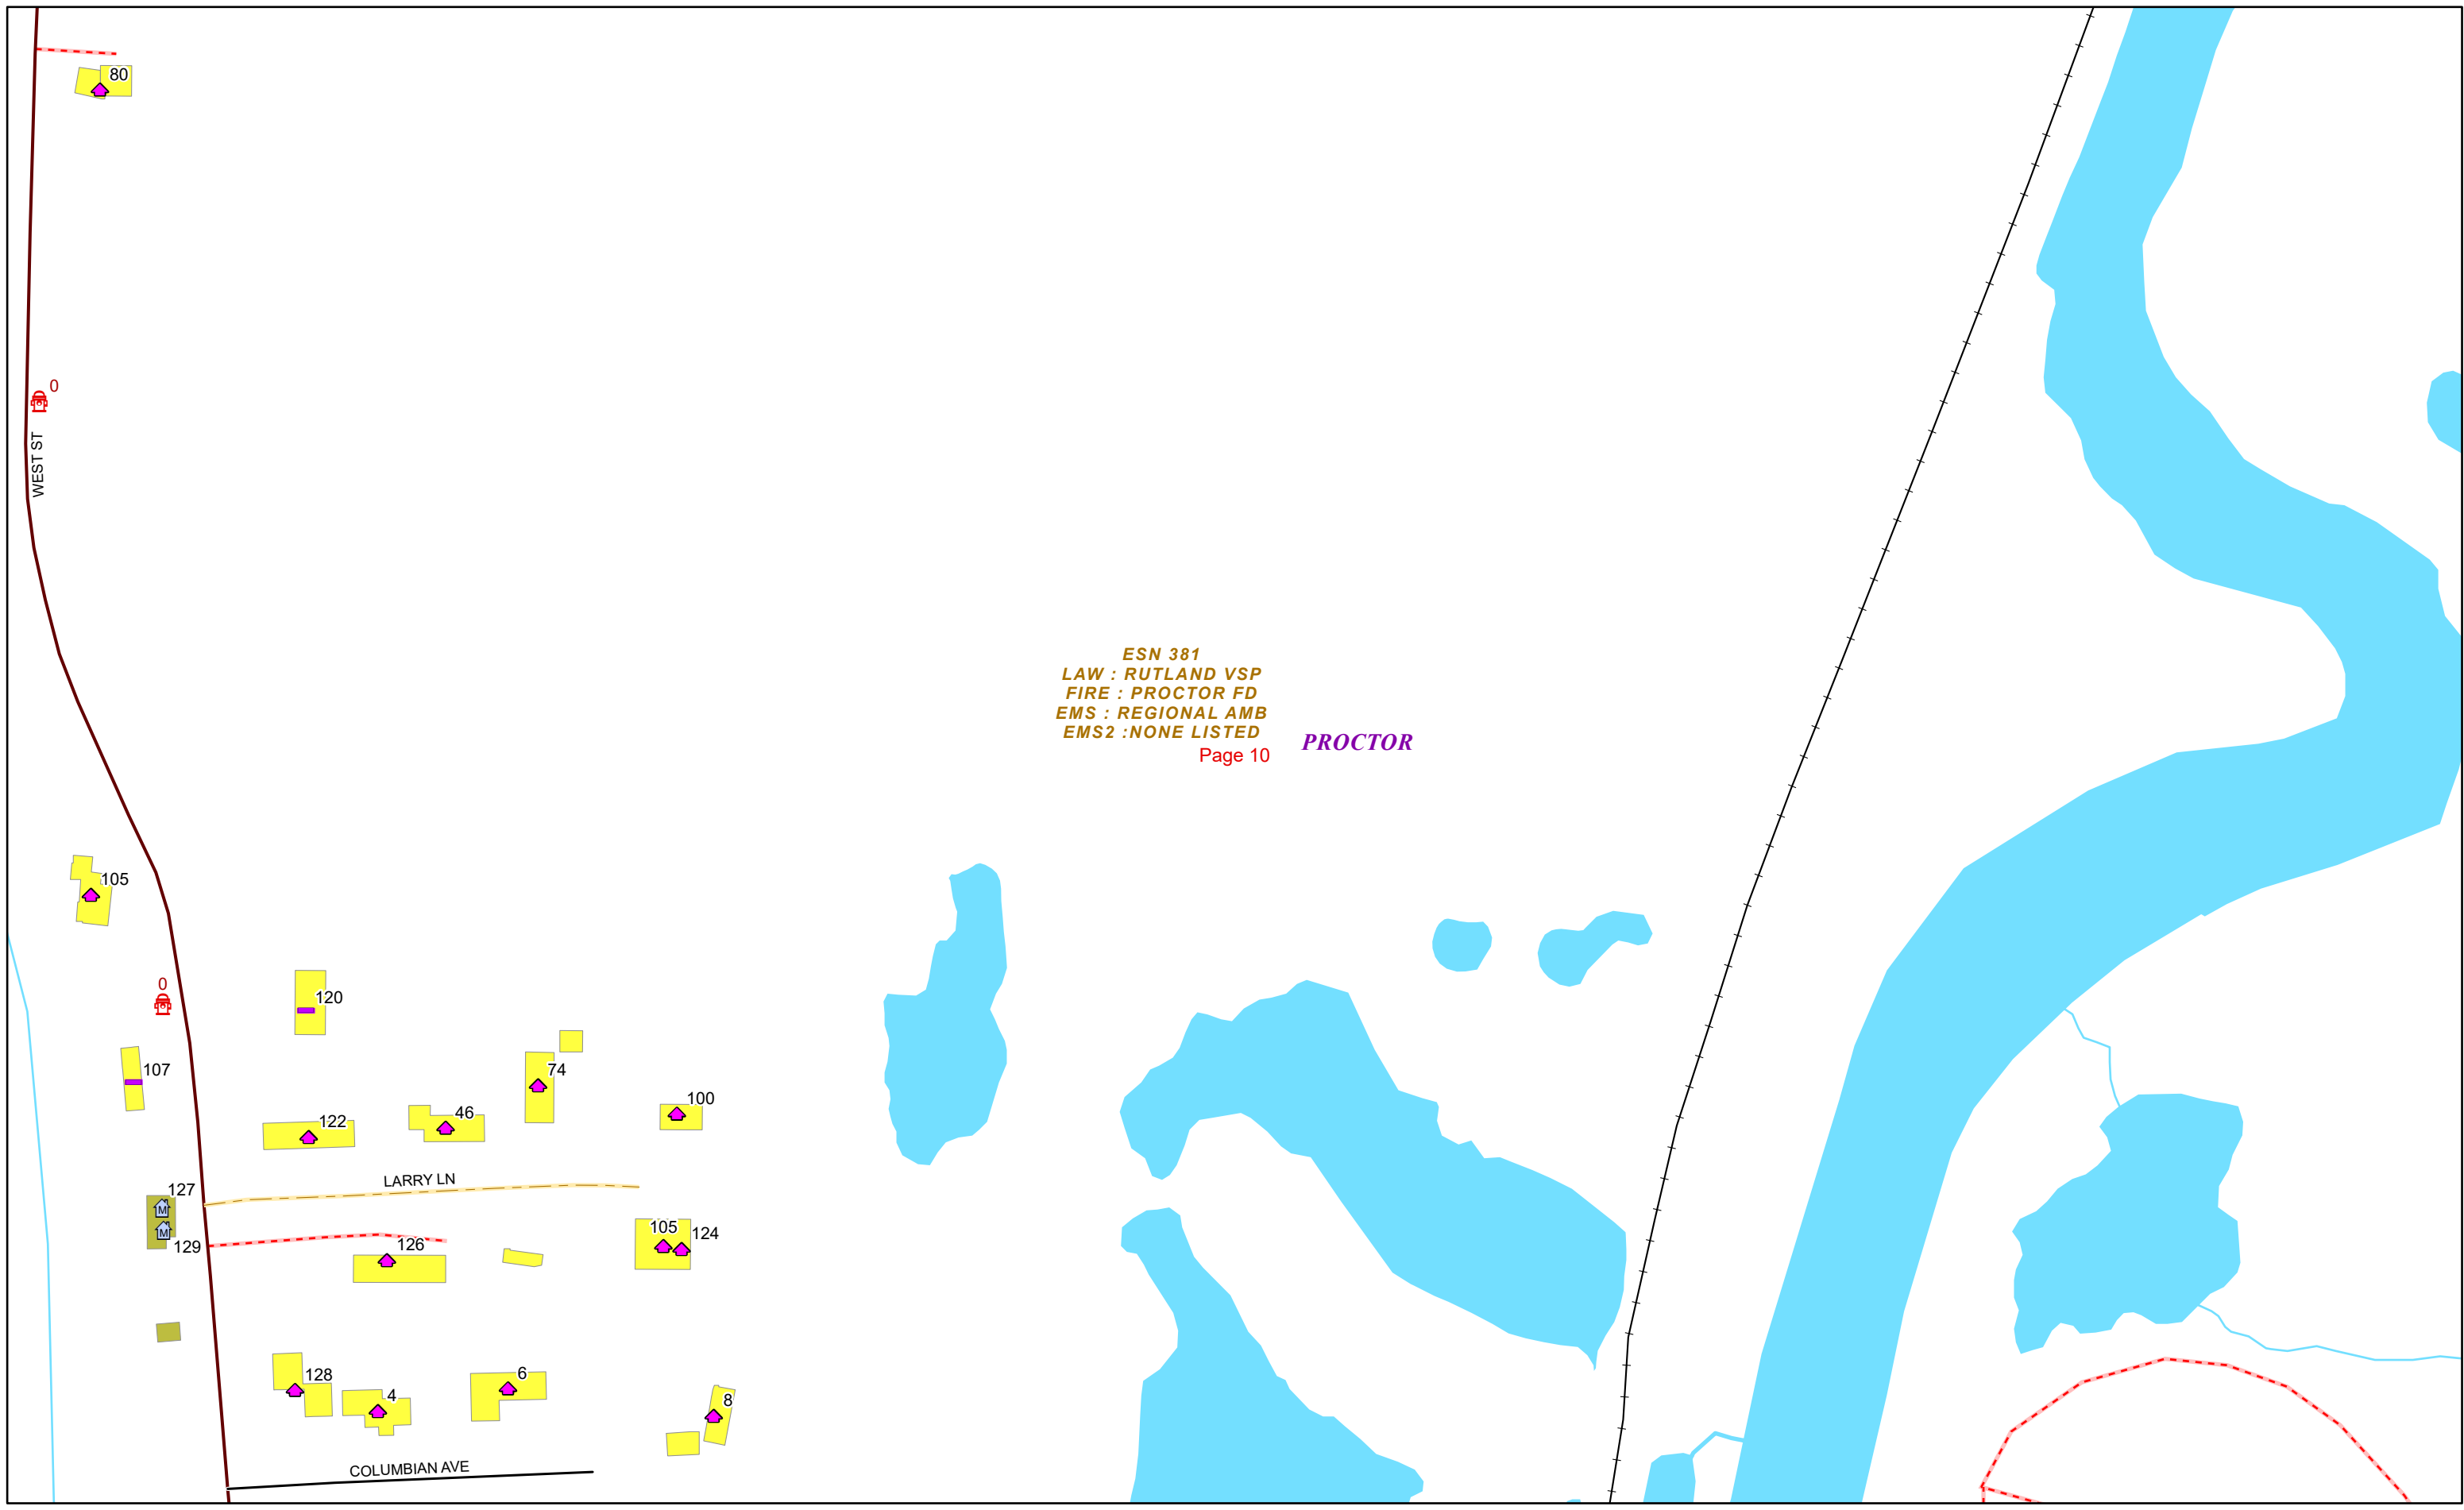 80
0
WEST ST
ESN 381
LAW : RUTLAND VSP
FIRE : PROCTOR FD
EMS : REGIONAL AMB
EMS2 :NONE LISTED
PROCTOR
Page 10
105
0
120
107
74
100
46
122
LARRY LN
127
M
M
129
105
124
126
128
6
4
8
COLUMBIAN AVE